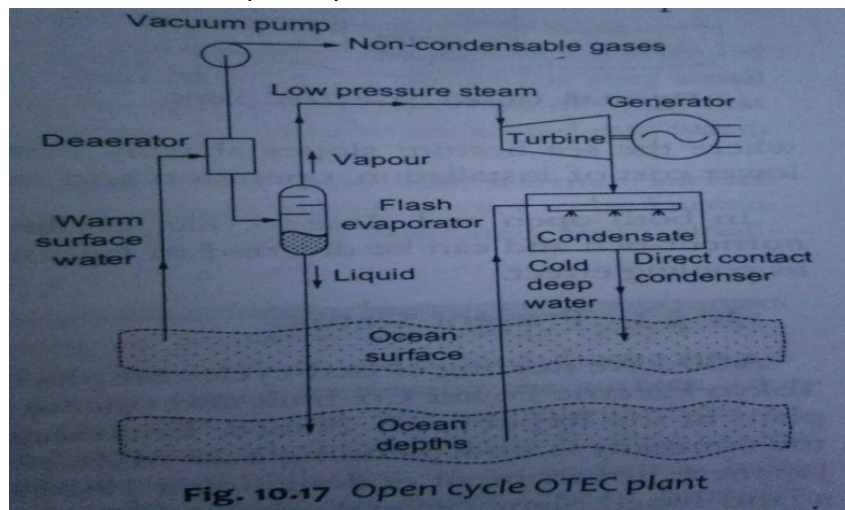 Vacuum pump
Non-condensable gases
Low pressure steam
Generator
Deaerator
Turbine
Vapour
Warm
surface
water
Flash
evaporator
Condensate
Liquid
Cold
deep
water
Direct contact
condenser
Ocean
surface
Ocean
depths
Fig. 10.17 Open cycle OTEC plant